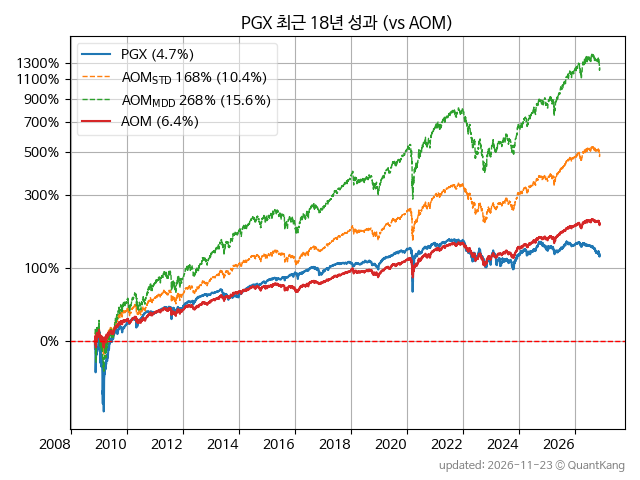 PGX 최근 18년 성과 (vs AOM)
PGX (4.7%)
AOM_STD 168% (10.4%)
AOM_MDD 268% (15.6%)
AOM (6.4%)
1300%
1100%
900%
700%
500%
300%
100%
0%
2008 2010 2012 2014 2016 2018 2020 2022 2024 2026
updated: 2026-11-23 © QuantKang